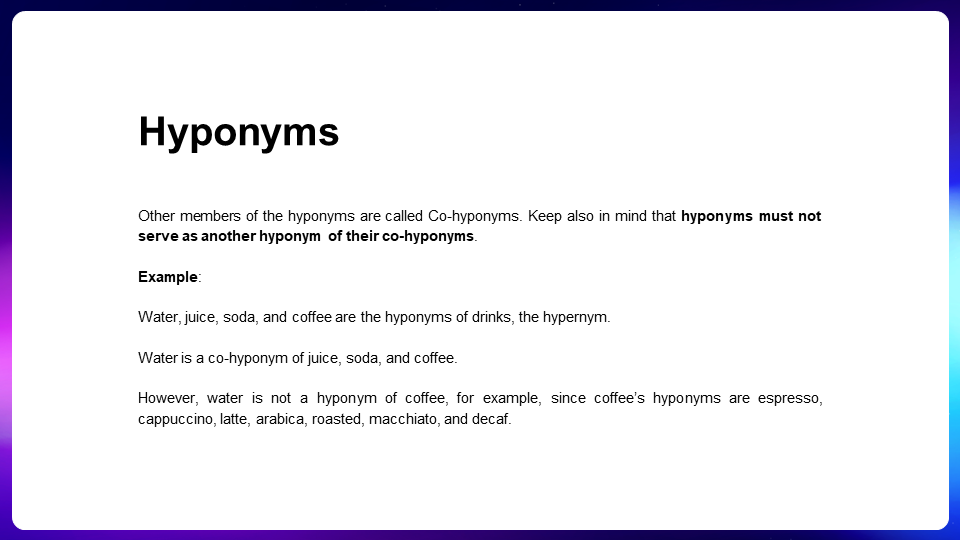 Hyponyms
Other members of the hyponyms are called Co-hyponyms. Keep also in mind that hyponyms must not
serve as another hyponym of their co-hyponyms.
Example:
Water, juice, soda, and coffee are the hyponyms of drinks, the hypernym.
Water is a co-hyponym of juice, soda, and coffee.
However, water is not a hyponym of coffee, for example, since coffee’s hyponyms are espresso,
cappuccino, latte, arabica, roasted, macchiato, and decaf.